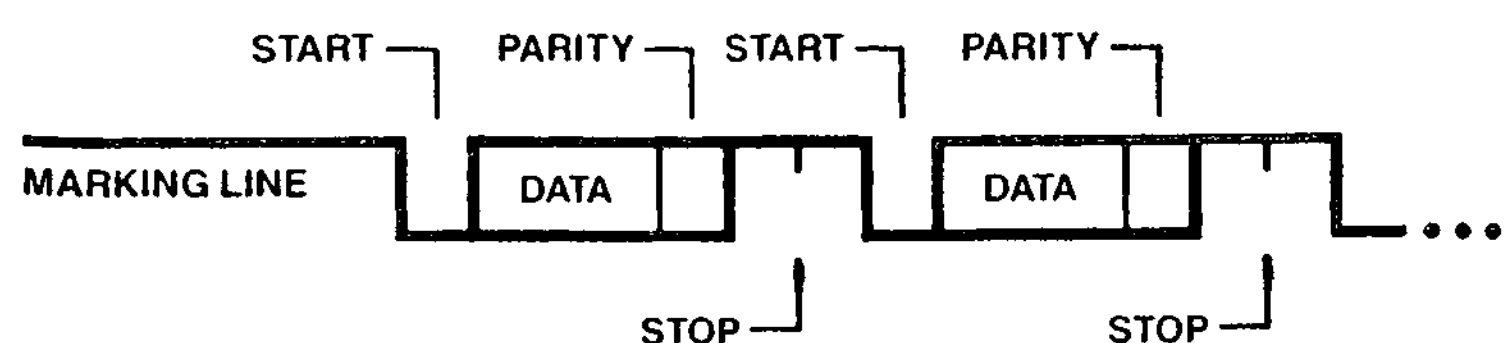 START PARITY START PARITY
MARKING LINE DATA DATA
STOP STOP